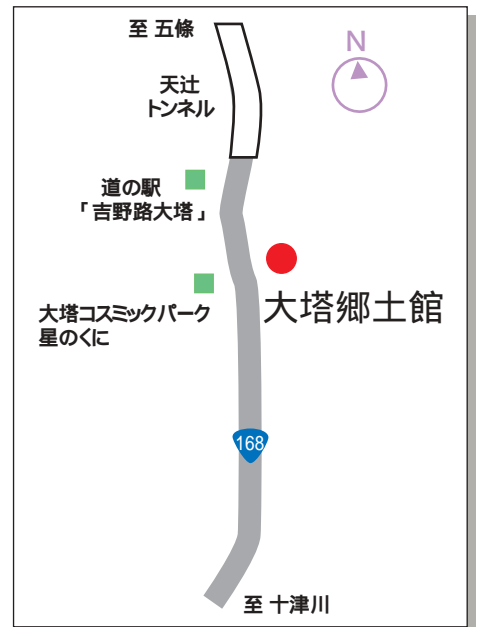 至 五條
N
天辻
トンネル
道の駅
「吉野路大塔」
大塔郷土館
大塔コスミックパーク
星のくに
168
至 十津川